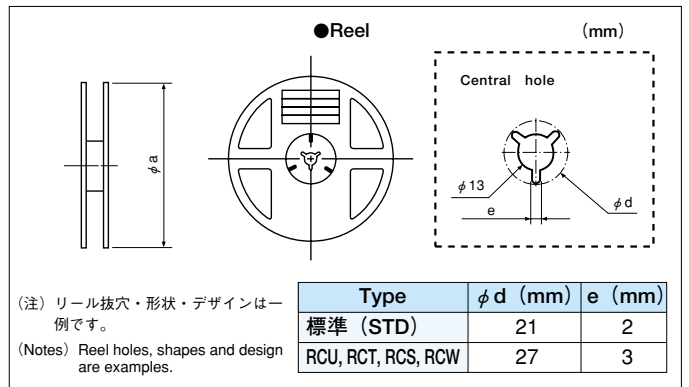 ●Reel
(mm)
Central hole
φa
φ13
e
φd
（注）リール抜穴・形状・デザインは一
例です。
（Notes）Reel holes, shapes and design
are examples.
Type φd（mm） e（mm）
標準（STD） 21 2
RCU, RCT, RCS, RCW 27 3